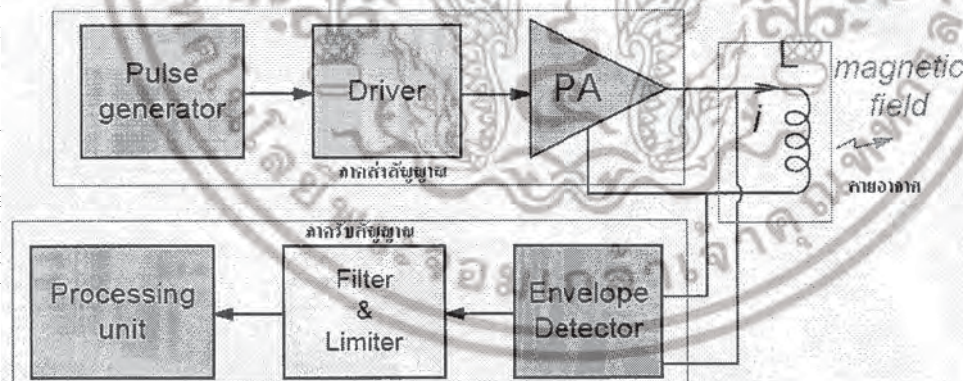 Pulse
generator
Driver
PA
L
i
magnetic
field
ภาคส่งสัญญาณ
สายอากาศ
ภาครับสัญญาณ
Processing
unit
Filter
&
Limiter
Envelope
Detector